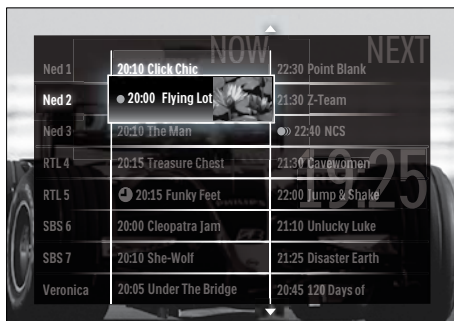 NOW NEXT
Ned 1 20:10 Click Chic 22:30 Point Blank
Ned 2 20:00 Flying Lot 21:30 Z-Team
Ned 3 20:10 The Man 22:40 NCS
RTL 4 20:15 Treasure Chest 21:30 Cavewomen
19:25
RTL 5 20:15 Funky Feet 22:00 Jump & Shake
SBS 6 20:00 Cleopatra Jam 21:10 Unlucky Luke
SBS 7 20:10 She-Wolf 21:25 Disaster Earth
Veronica 20:05 Under The Bridge 20:45 120 Days of